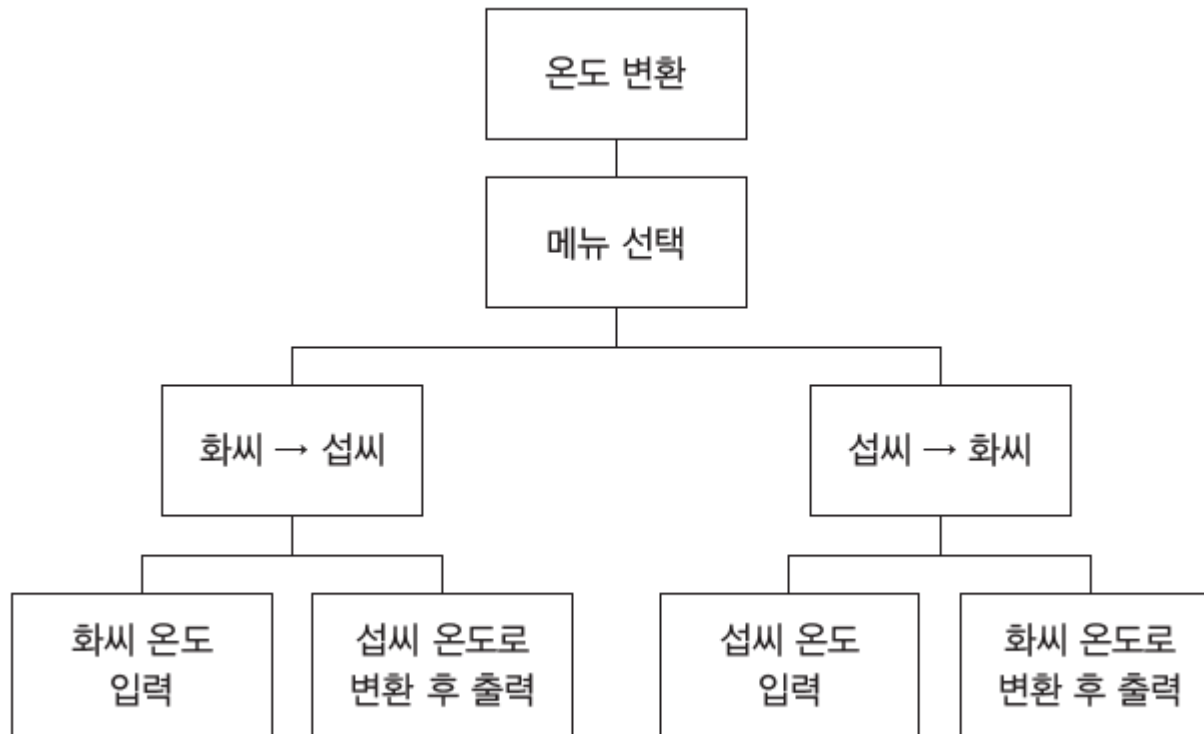 온도 변환
메뉴 선택
화씨 → 섭씨
섭씨 → 화씨
화씨 온도
입력
섭씨 온도로
변환 후 출력
섭씨 온도
입력
화씨 온도로
변환 후 출력